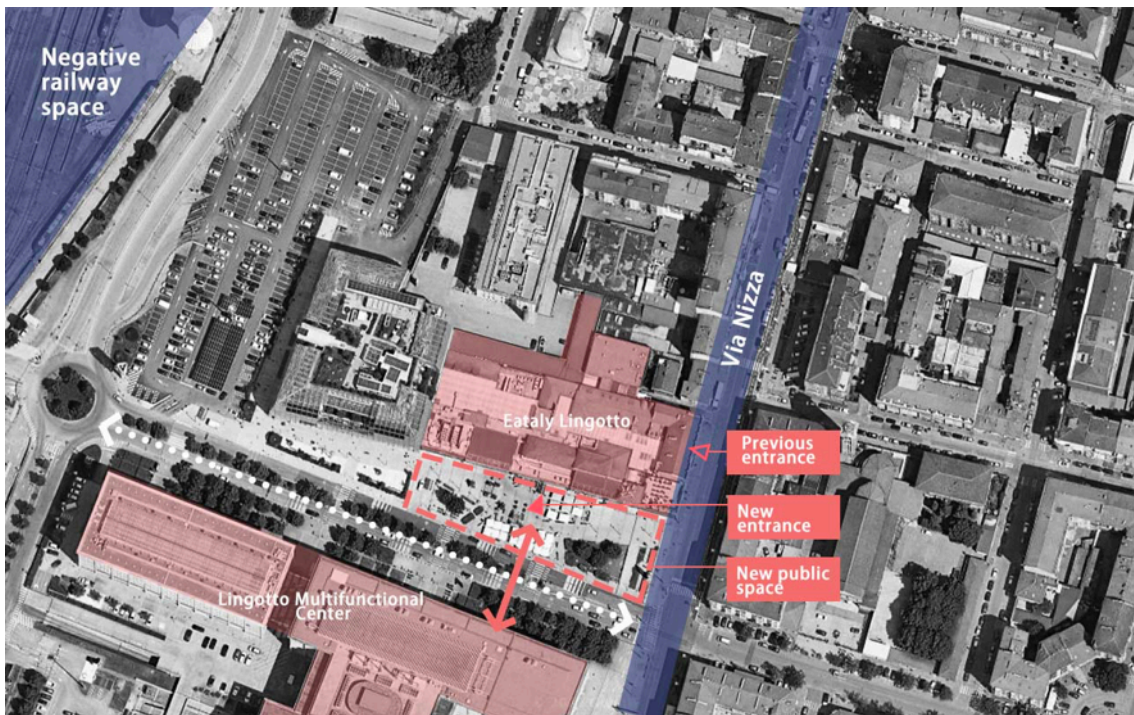 Negative
railway
space
Via Nizza
Eataly Lingotto
Previous
entrance
New
entrance
New public
space
Lingotto Multifunctional
Center